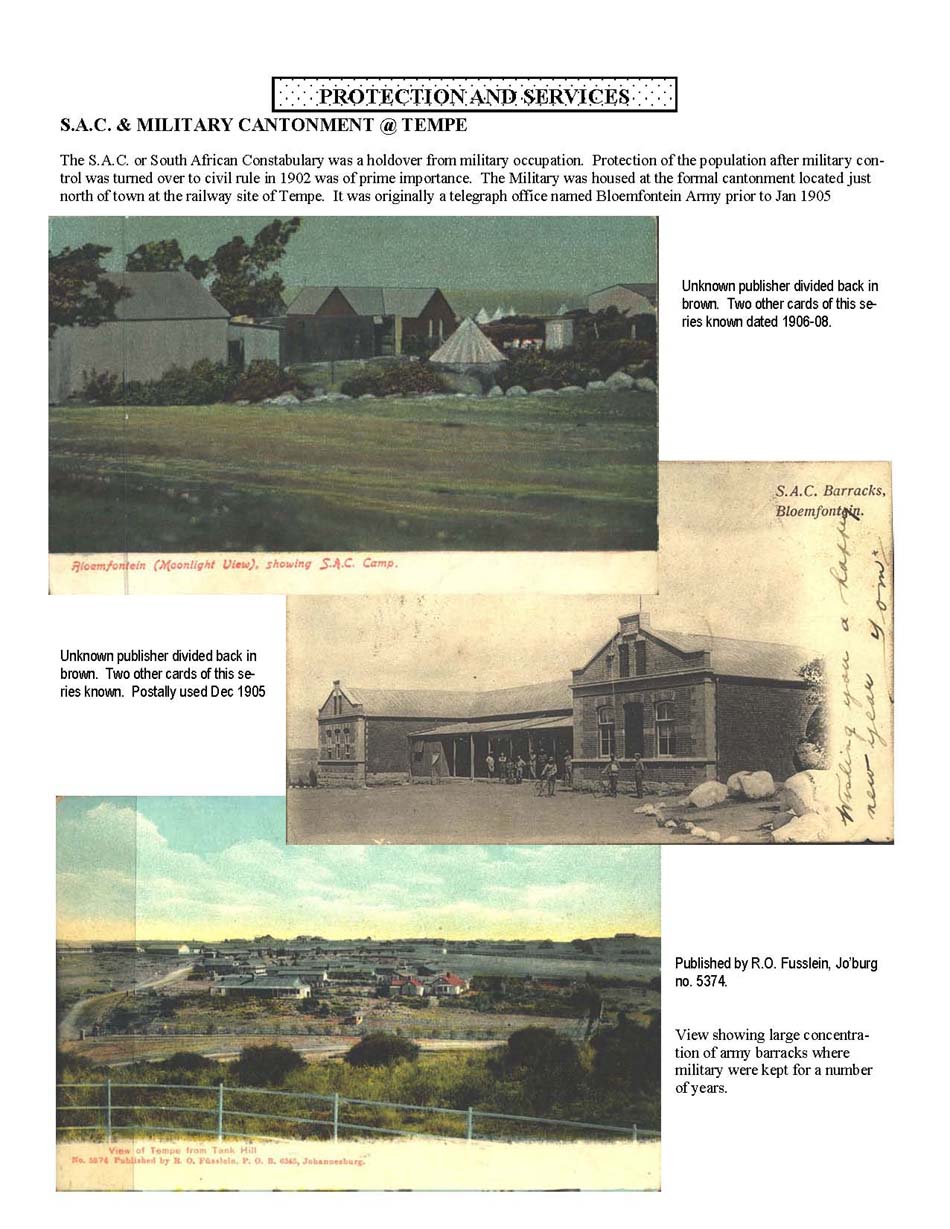 PROTECTION AND SERVICES
S.A.C. & MILITARY CANTONMENT @ TEMPE
The S.A.C. or South African Constabulary was a holdover from military occupation. Protection of the population after military con-
trol was turned over to civil rule in 1902 was of prime importance. The Military was housed at the formal cantonment located just
north of town at the railway site of Tempe. It was originally a telegraph office named Bloemfontein Army prior to Jan 1905
Unknown publisher divided back in
brown. Two other cards of this se-
ries known dated 1906-08.
Bloemfontein (Moonlight View), showing S.A.C. Camp.
S.A.C. Barracks,
Bloemfontein.
Wishing you a happy
new year
Unknown publisher divided back in
brown. Two other cards of this se-
ries known. Postally used Dec 1905
Published by R.O. Fusslein, Jo'burg
no. 5374.
View showing large concentra-
tion of army barracks where
military were kept for a number
of years.
View of Tempe from Tank Hill
No. 5374 Published by R. O. Füsslein, P. O. B. 6345, Johannesburg.